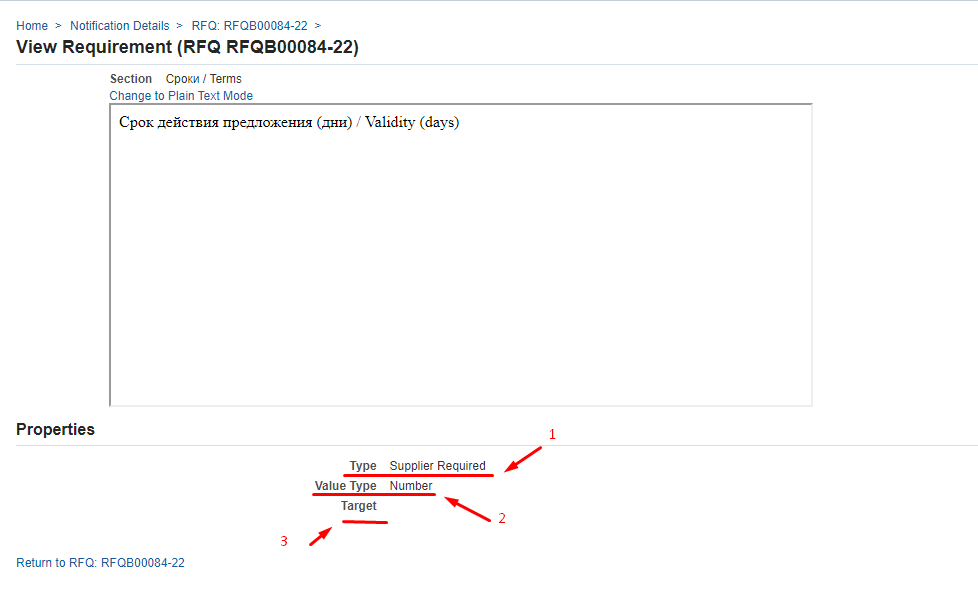 Home > Notification Details > RFQ: RFQB00084-22 >
View Requirement (RFQ RFQB00084-22)
Section Сроки / Terms
Change to Plain Text Mode
Срок действия предложения (дни) / Validity (days)
Properties
1
Type Supplier Required
Value Type Number
Target
2
3
Return to RFQ: RFQB00084-22